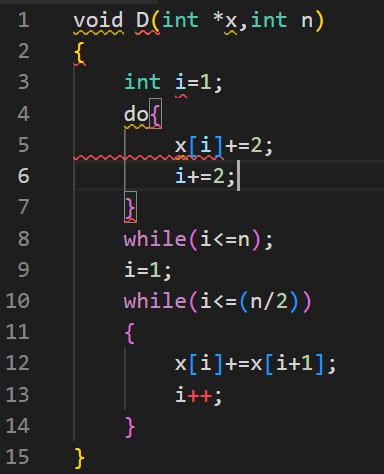 1 void D(int *x,int n)
2 {
3     int i=1;
4     do{
5         x[i]+=2;
6         i+=2;
7     }
8     while(i<=n);
9     i=1;
10     while(i<=(n/2))
11     {
12         x[i]+=x[i+1];
13         i++;
14     }
15 }